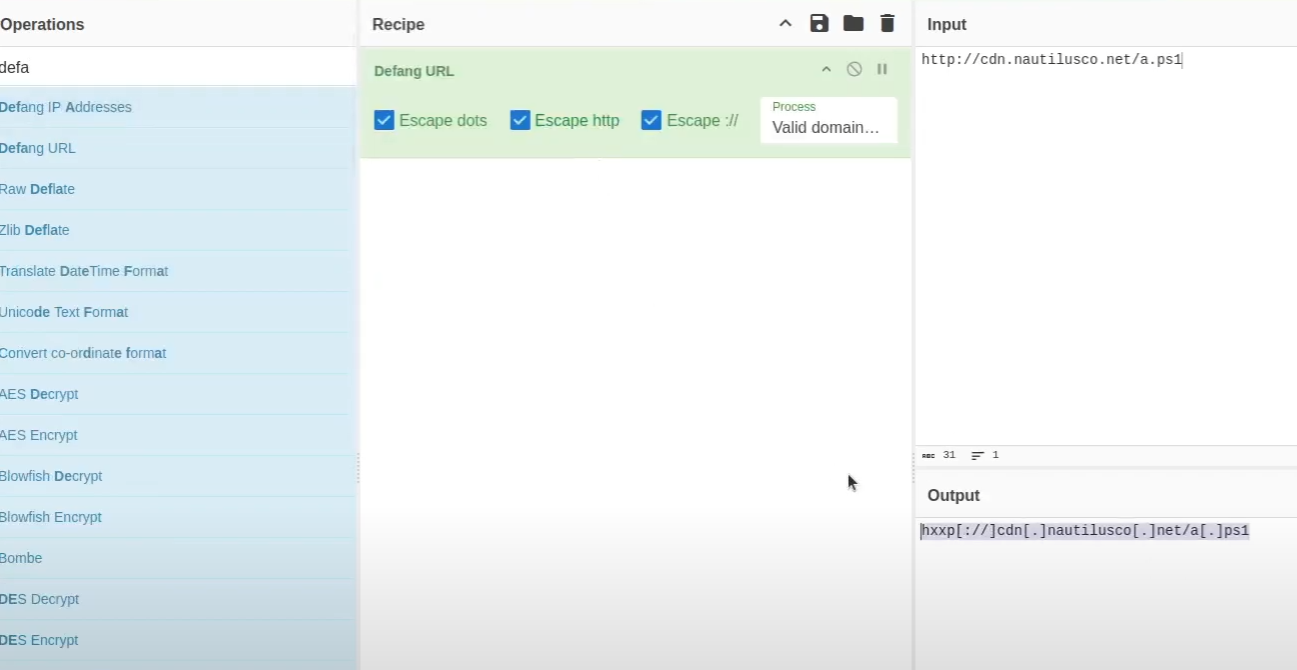 Operations
defa
Defang IP Addresses
Defang URL
Raw Deflate
Zlib Deflate
Translate DateTime Format
Unicode Text Format
Convert co-ordinate format
AES Decrypt
AES Encrypt
Blowfish Decrypt
Blowfish Encrypt
Bombe
DES Decrypt
DES Encrypt
Recipe
Defang URL
Escape dots
Escape http
Escape ://
Process
Valid domain…
Input
http://cdn.nautilusco.net/a.ps1
ABC 31 1
Output
hxxp[://]cdn[.]nautilusco[.]net/a[.]ps1